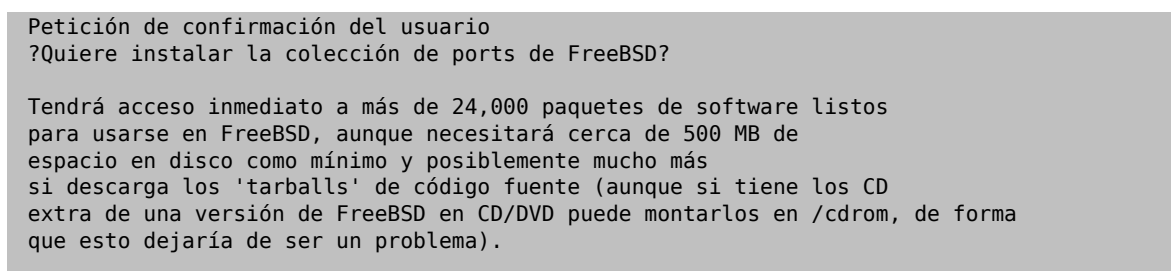 Petición de confirmación del usuario
?Quiere instalar la colección de ports de FreeBSD?
Tendrá acceso inmediato a más de 24,000 paquetes de software listos
para usarse en FreeBSD, aunque necesitará cerca de 500 MB de
espacio en disco como mínimo y posiblemente mucho más
si descarga los 'tarballs' de código fuente (aunque si tiene los CD
extra de una versión de FreeBSD en CD/DVD puede montarlos en /cdrom, de forma
que esto dejaría de ser un problema).